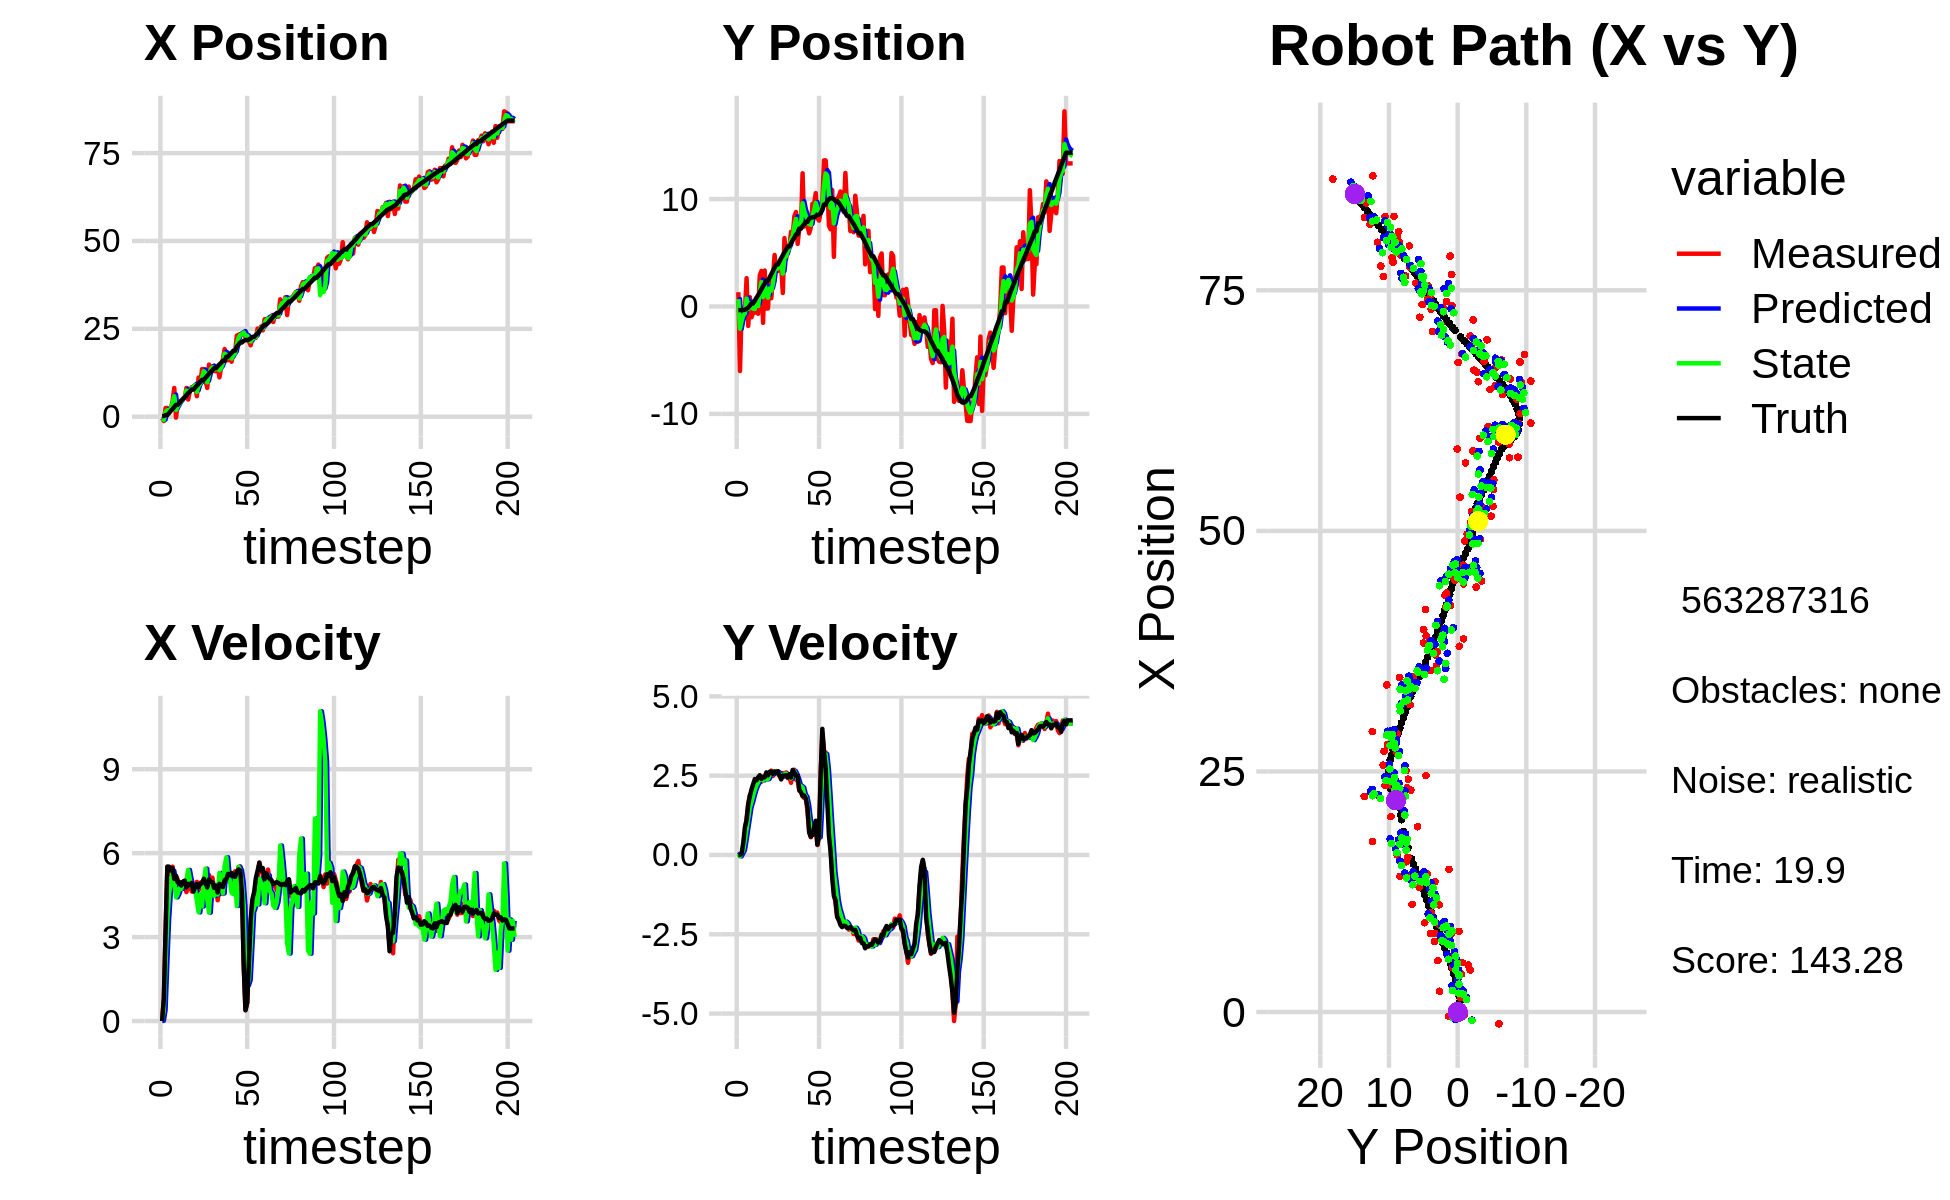 X Position
75
50
25
0
0
50
100
150
200
timestep
Y Position
10
0
-10
0
50
100
150
200
timestep
X Velocity
9
6
3
0
0
50
100
150
200
timestep
Y Velocity
5.0
2.5
0.0
-2.5
-5.0
0
50
100
150
200
timestep
Robot Path (X vs Y)
X Position
75
50
25
0
20 10 0 -10 -20
Y Position
variable
Measured
Predicted
State
Truth
563287316
Obstacles: none
Noise: realistic
Time: 19.9
Score: 143.28